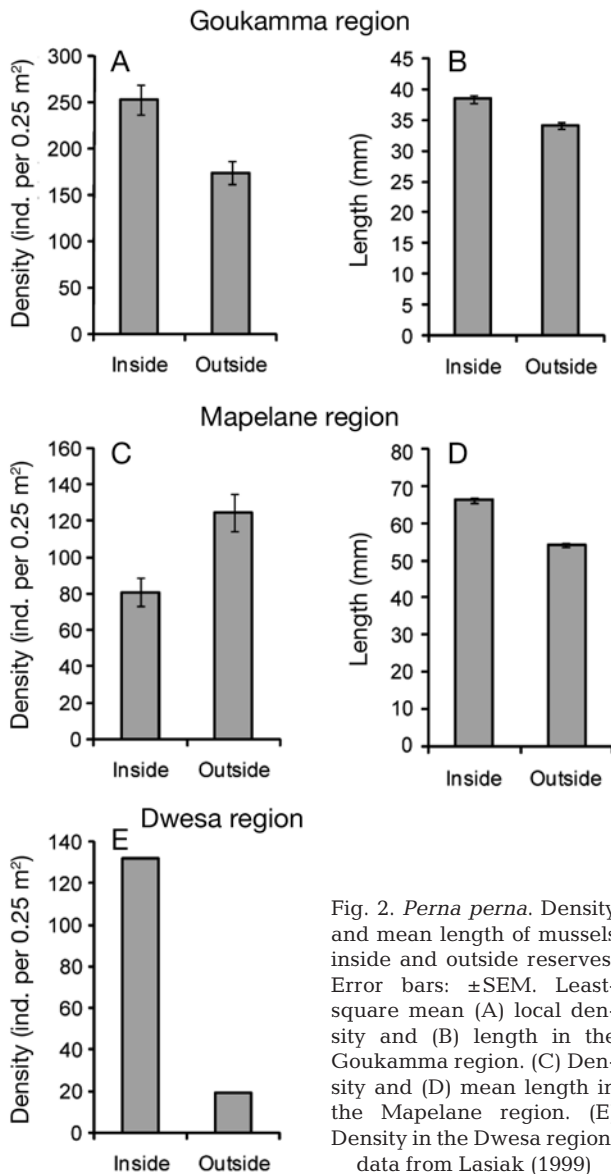 Goukamma region
A
Density (ind. per 0.25 m²)
300
250
200
150
100
50
0
Inside Outside
B
Length (mm)
45
40
35
30
25
20
15
10
5
0
Inside Outside
Mapelane region
C
Density (ind. per 0.25 m²)
160
140
120
100
80
60
40
20
0
Inside Outside
D
Length (mm)
80
70
60
50
40
30
20
10
0
Inside Outside
Dwesa region
E
Density (ind. per 0.25 m²)
140
120
100
80
60
40
20
0
Inside Outside
Fig. 2. Perna perna. Density
and mean length of mussels
inside and outside reserves
Error bars: ±SEM. Least-
square mean (A) local den-
sity and (B) length in the
Goukamma region. (C) Den-
sity and (D) mean length in
the Mapelane region. (E
Density in the Dwesa region
data from Lasiak (1999)